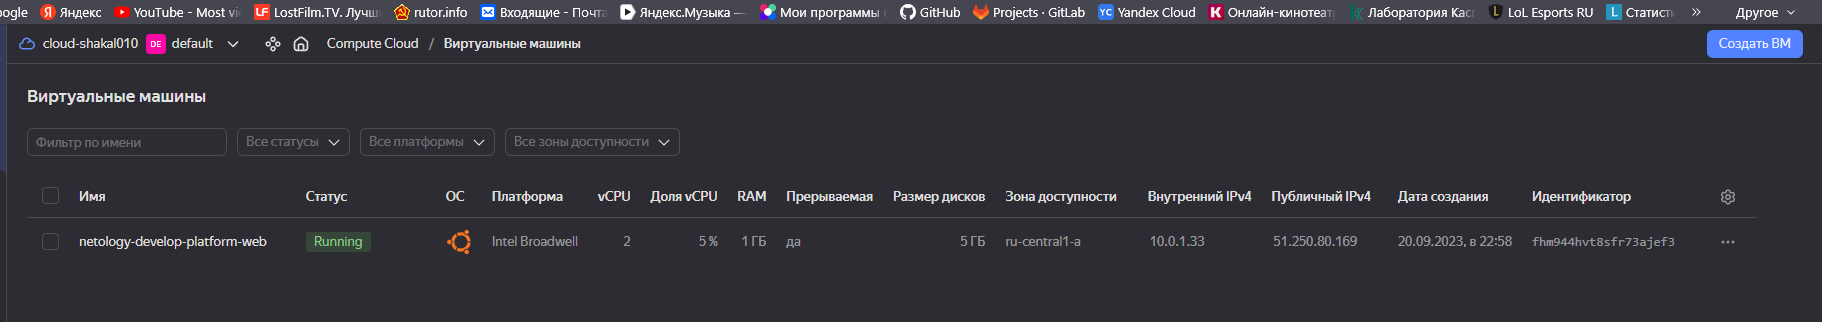 oogle Яндекс YouTube - Most vi LostFilm.TV. Лучш rutor.info Входящие - Почта Яндекс.Музыка — Мои программы GitHub Projects · GitLab YC Yandex Cloud Онлайн-кинотеат Лаборатория Кас LoL Esports RU Статист » Другое
cloud-shakal010 DE default Compute Cloud / Виртуальные машины Создать ВМ
Виртуальные машины
Фильтр по имени Все статусы Все платформы Все зоны доступности
Имя Статус ОС Платформа vCPU Доля vCPU RAM Прерываемая Размер дисков Зона доступности Внутренний IPv4 Публичный IPv4 Дата создания Идентификатор
netology-develop-platform-web Running Intel Broadwell 2 5 % 1 ГБ да 5 ГБ ru-central1-a 10.0.1.33 51.250.80.169 20.09.2023, в 22:58 fhm944hvt8sfr73ajef3